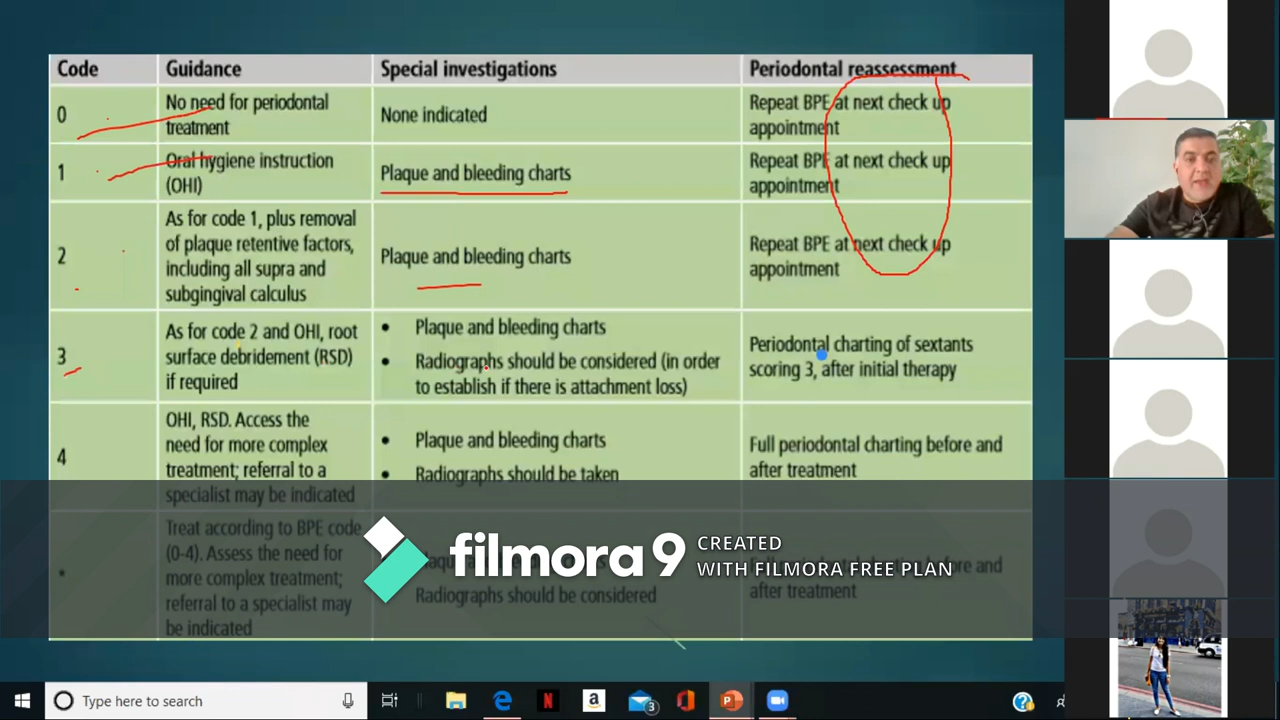 Code Guidance Special investigations Periodontal reassessment
0
No need for periodontal
treatment
None indicated
Repeat BPE at next check up
appointment
1
Oral hygiene instruction
(OHI)
Plaque and bleeding charts
Repeat BPE at next check up
appointment
2
As for code 1, plus removal
of plaque retentive factors,
including all supra and
subgingival calculus
Plaque and bleeding charts
Repeat BPE at next check up
appointment
3
As for code 2 and OHI, root
surface debridement (RSD)
if required
• Plaque and bleeding charts
• Radiographs should be considered (in order
to establish if there is attachment loss)
Periodontal charting of sextants
scoring 3, after initial therapy
4
OHI, RSD. Access the
need for more complex
treatment; referral to a
specialist may be indicated
• Plaque and bleeding charts
• Radiographs should be taken
Full periodontal charting before and
after treatment
*
Treat according to BPE code
(0-4). Assess the need for
more complex treatment;
referral to a specialist may
be indicated
Radiographs should be considered
and
after treatment
filmora9
CREATED
WITH FILMORA FREE PLAN
Type here to search
3